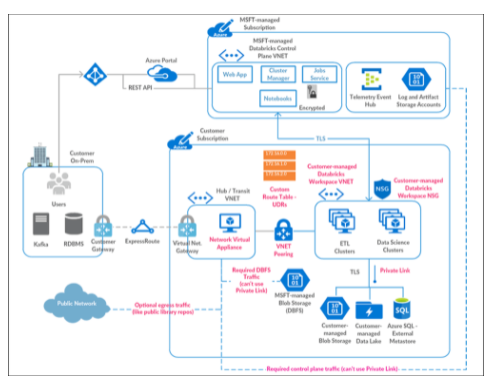 MSFT-managed
Subscription
Azure
MSFT-managed
Databricks Control
Plane VNET
Azure Portal
REST API
Web App
Cluster
Manager
Jobs
Service
Notebooks
Encrypted
Telemetry Event
Hub
Log and Artifact
Storage Accounts
TLS
Customer
On-Prem
Users
Customer
Subscription
Azure
Hub / Transit
VNET
Custom
Route Table -
UDRs
Customer-managed
Databricks
Workspace VNET
NSG
Customer-managed
Databricks
Workspace NSG
Kafka
RDBMS
Customer
Gateway
ExpressRoute
Virtual Net.
Gateway
Network Virtual
Appliance
VNET
Peering
ETL
Clusters
Data Science
Clusters
Required DBFS
Traffic
(can't use
Private Link)
TLS
Private Link
Public Network
Optional egress traffic
(like public library repos)
MSFT-managed
Blob Storage
(DBFS)
SQL
Customer-
managed
Blob Storage
Customer-
managed
Data Lake
Azure SQL -
External
Metastore
Required control plane traffic (can't use Private Link)